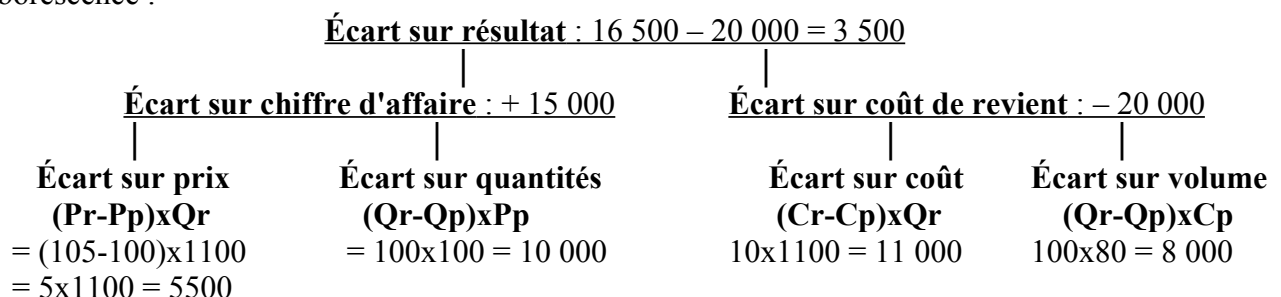 Écart sur résultat : 16 500 – 20 000 = 3 500
Écart sur chiffre d'affaire : + 15 000 Écart sur coût de revient : – 20 000
Écart sur prix Écart sur quantités Écart sur coût Écart sur volume
(Pr-Pp)xQr (Qr-Qp)xPp (Cr-Cp)xQr (Qr-Qp)xCp
= (105-100)x1100 = 100x100 = 10 000 10x1100 = 11 000 100x80 = 8 000
= 5x1100 = 5500